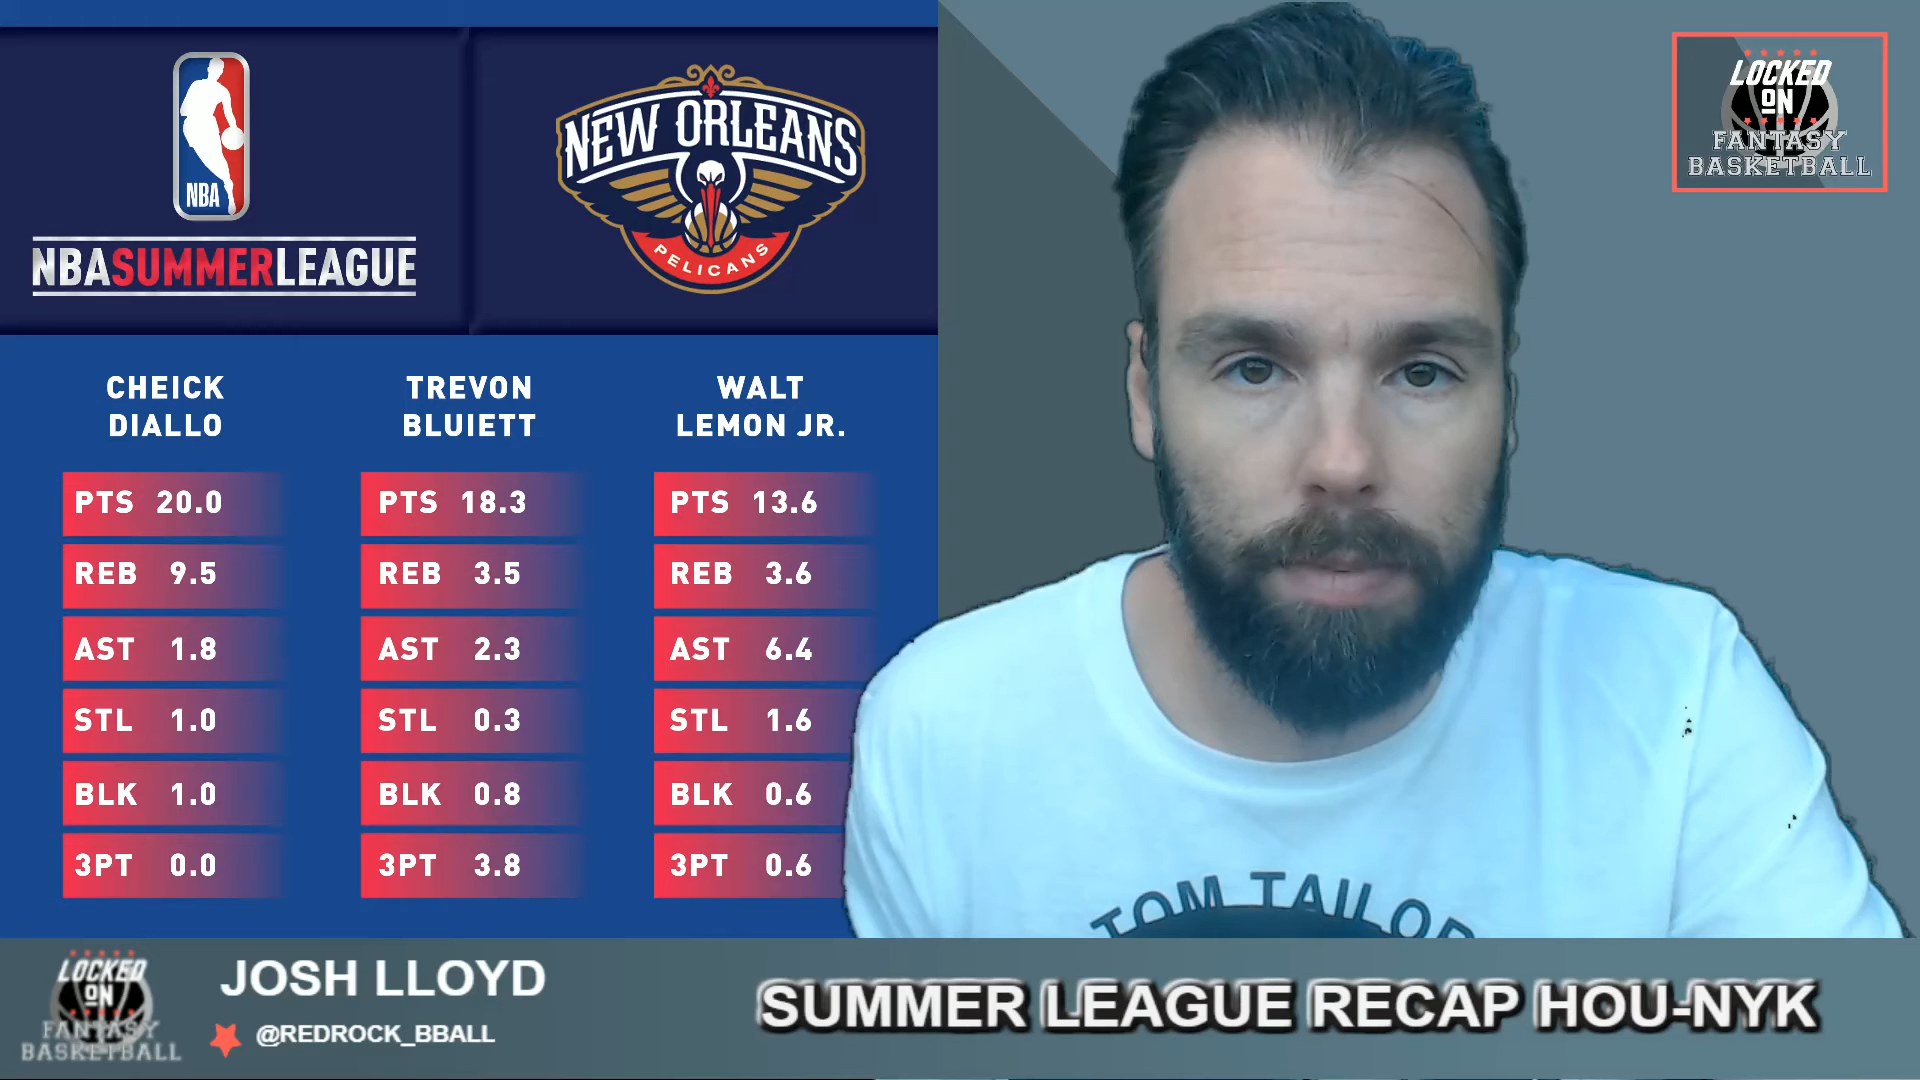 NBA
NBASUMMERLEAGUE
NEW ORLEANS
PELICANS
LOCKED
ON
FANTASY
BASKETBALL
CHEICK
DIALLO
PTS 20.0
REB 9.5
AST 1.8
STL 1.0
BLK 1.0
3PT 0.0
TREVON
BLUIETT
PTS 18.3
REB 3.5
AST 2.3
STL 0.3
BLK 0.8
3PT 3.8
WALT
LEMON JR.
PTS 13.6
REB 3.6
AST 6.4
STL 1.6
BLK 0.6
3PT 0.6
TOM TAILOR
LOCKED
ON
FANTASY
BASKETBALL
JOSH LLOYD
@REDROCK_BBALL
SUMMER LEAGUE RECAP HOU-NYK